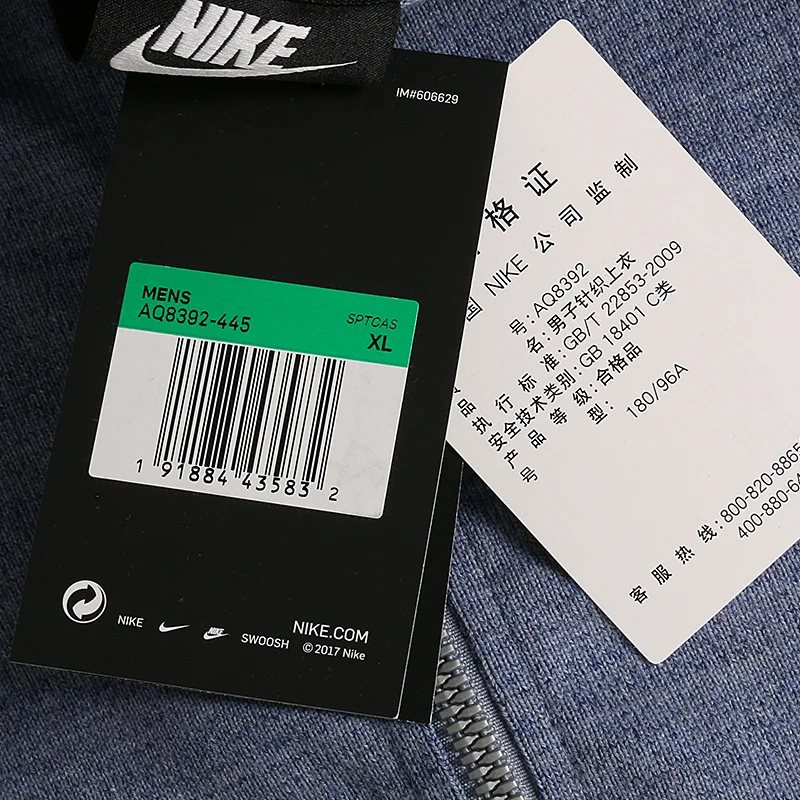 NIKE
IM#606629
MENS
AQ8392-445
SPTCAS
XL
1 91884 43583 2
NIKE
SWOOSH
NIKE.COM
© 2017 Nike
格 证
国 NIKE 公 司 监 制
号: AQ8392
品 名: 男子针织上衣
执 行 标 准: GB/T 22853-2009
安全技术类别: GB 18401 C类
产 品 等 级: 合格品
号 型: 180/96A
客 服 热 线: 800-820-8865
400-880-64